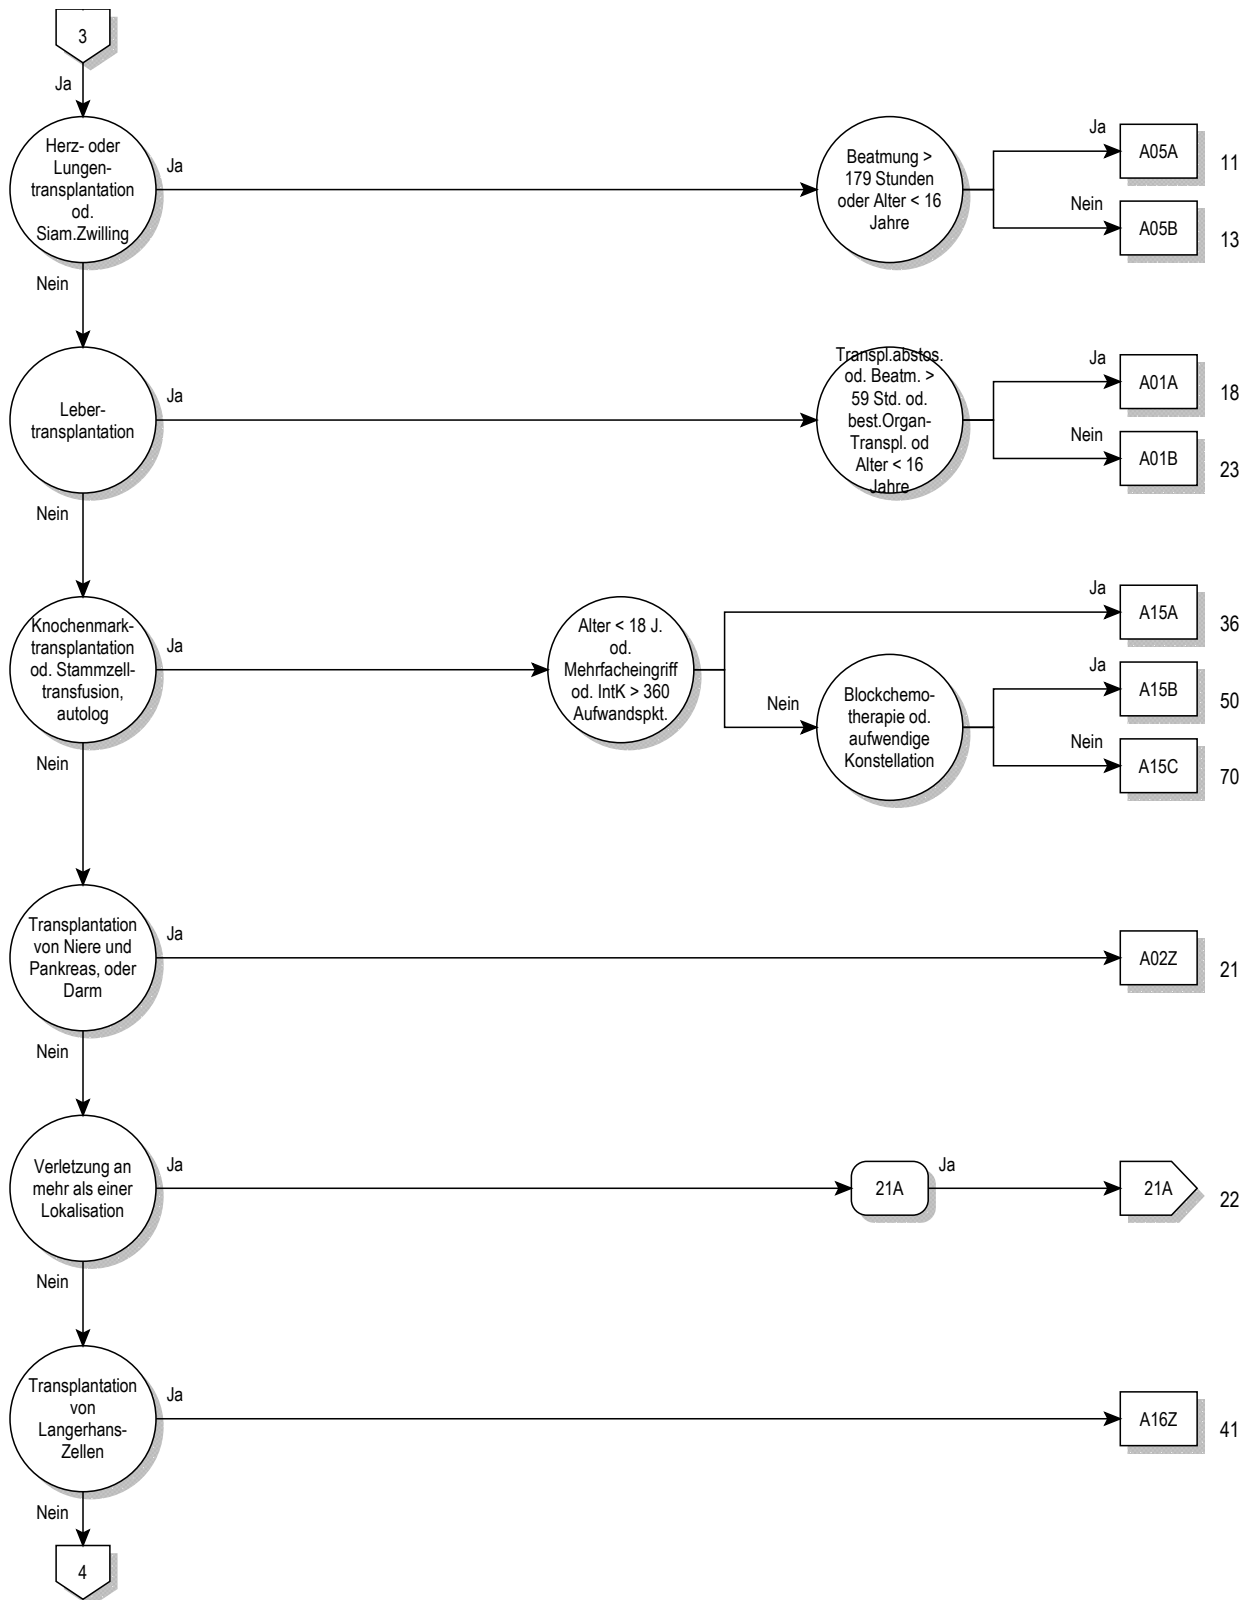 3
Ja
Herz- oder
Lungen-
transplantation
od.
Siam.Zwilling
Ja
Beatmung >
179 Stunden
oder Alter < 16
Jahre
Ja
A05A
11
Nein
A05B
13
Nein
Leber-
transplantation
Ja
Transpl.abstos.
od. Beatm. >
59 Std. od.
best.Organ-
Transpl. od
Alter < 16
Jahre
Ja
A01A
18
Nein
A01B
23
Nein
Knochenmark-
transplantation
od. Stammzell-
transfusion,
autolog
Ja
Alter < 18 J.
od.
Mehrfacheingriff
od. IntK > 360
Aufwandspkt.
Ja
A15A
36
Nein
Blockchemo-
therapie od.
aufwendige
Konstellation
Ja
A15B
50
Nein
A15C
70
Nein
Transplantation
von Niere und
Pankreas, oder
Darm
Ja
A02Z
21
Nein
Verletzung an
mehr als einer
Lokalisation
Ja
21A
Ja
21A
22
Nein
Transplantation
von
Langerhans-
Zellen
Ja
A16Z
41
Nein
4